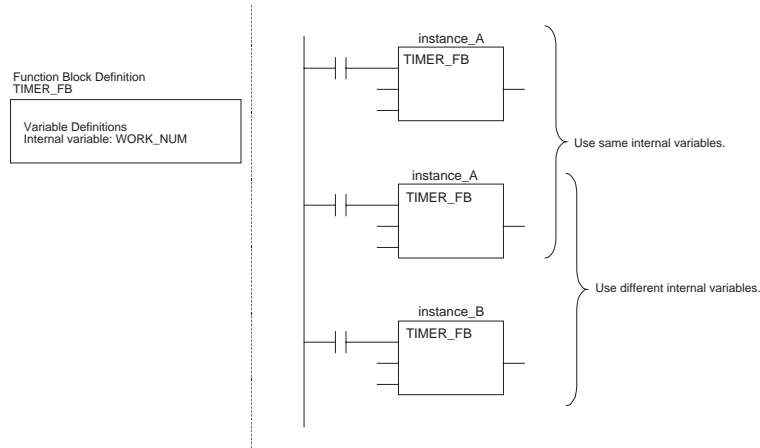 Function Block Definition
TIMER_FB
Variable Definitions
Internal variable: WORK_NUM
instance_A
TIMER_FB
Use same internal variables.
instance_A
TIMER_FB
Use different internal variables.
instance_B
TIMER_FB